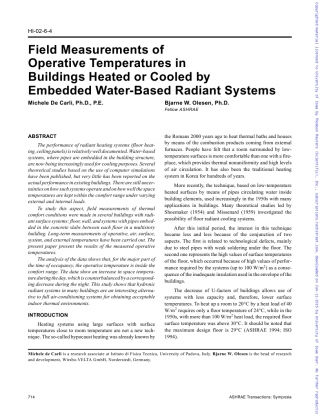 HI-02-6-4
Field Measurements of
Operative Temperatures in
Buildings Heated or Cooled by
Embedded Water-Based Radiant Systems
Michele De Carli, Ph.D., P.E.
Bjarne W. Olesen, Ph.D.
Fellow ASHRAE
ABSTRACT
The performance of radiant heating systems (floor heat-
ing, ceiling panels) is relatively well documented. Water-based
systems, where pipes are embedded in the building structure,
are now being increasingly used for cooling purposes. Several
theoretical studies based on the use of computer simulations
have been published, but very little has been reported on the
actual performance in existing buildings. There are still uncer-
tainties on how such systems operate and on how well the space
temperatures are kept within the comfort range under varying
external and internal loads.
In study this aspect, field measurements of thermal
comfort conditions were made in several buildings with radi-
ant surface systems: floor, wall, and systems with pipes embed-
ded in the concrete slabs between each floor in a multistory
building. Long-term measurements of operative, air, surface,
system, and external temperatures have been carried out. The
present paper presents the results of the measured operative
temperatures.
The study of the data shows that, for the major part of
the time of occupancy, the operative temperature is inside the
comfort range. The data show an increase in space tempera-
ture during the day, which is counterbalanced by a correspond-
ing decrease during the night. This study shows that hydronic
radiant systems in many buildings are an interesting alterna-
tive to full air-conditioning systems for obtaining acceptable
indoor thermal environments.
INTRODUCTION
Heating systems using large surfaces with surface
temperatures close to room temperature are not a new tech-
nique. The so-called hypocaust heating was already known by
the Romans 2000 years ago to heat thermal baths and houses
by means of the combustion products coming from external
furnaces. People have felt that a room surrounded by low-
temperature surfaces is more comfortable than one with a fire-
place, which provides thermal nonuniformity and high levels
of air circulation. It has also been the traditional heating
system in Korea for hundreds of years.
More recently, the technique, based on low-temperature
heated surfaces by means of pipes circulating water inside
building elements, used increasingly in the 1950s with many
applications in buildings. Many theoretical studies led by
Shoemaker (1954) and Missenard (1959) investigated the
possibility of floor radiant cooling systems.
After this initial period, the interest in this technique
became less and less because of the conjunction of two
aspects. The first is related to technological defects, mainly
due to steel pipes with weak soldering under the floor. The
second one represents the high values of surface temperatures
of the floor, which occurred because of high values of perfor-
mance required by the systems (up to 100 W/m²) as a conse-
quence of the inadequate insulation used in the envelope of the
buildings.
The decrease of U-factors of buildings allows use of
systems with less capacity and, therefore, lower surface
temperatures. To heat up a room to 20°C by a heat load of 40
W/m² requires only a floor temperature of 24°C, while in the
1950s, with more than 100 W/m² heat load, the required floor
surface temperature was above 30°C. It should be noted that
the maximum design floor is 29°C (ASHRAE 1994; ISO
1994).
Michele de Carli is a research associate at Istituto di Fisica Tecnica, University of Padova, Italy. Bjarne W. Olesen is the head of research
and development, Wirsbo-VELTA GmbH, Norderstedt, Germany.
714
ASHRAE Transactions: Symposia